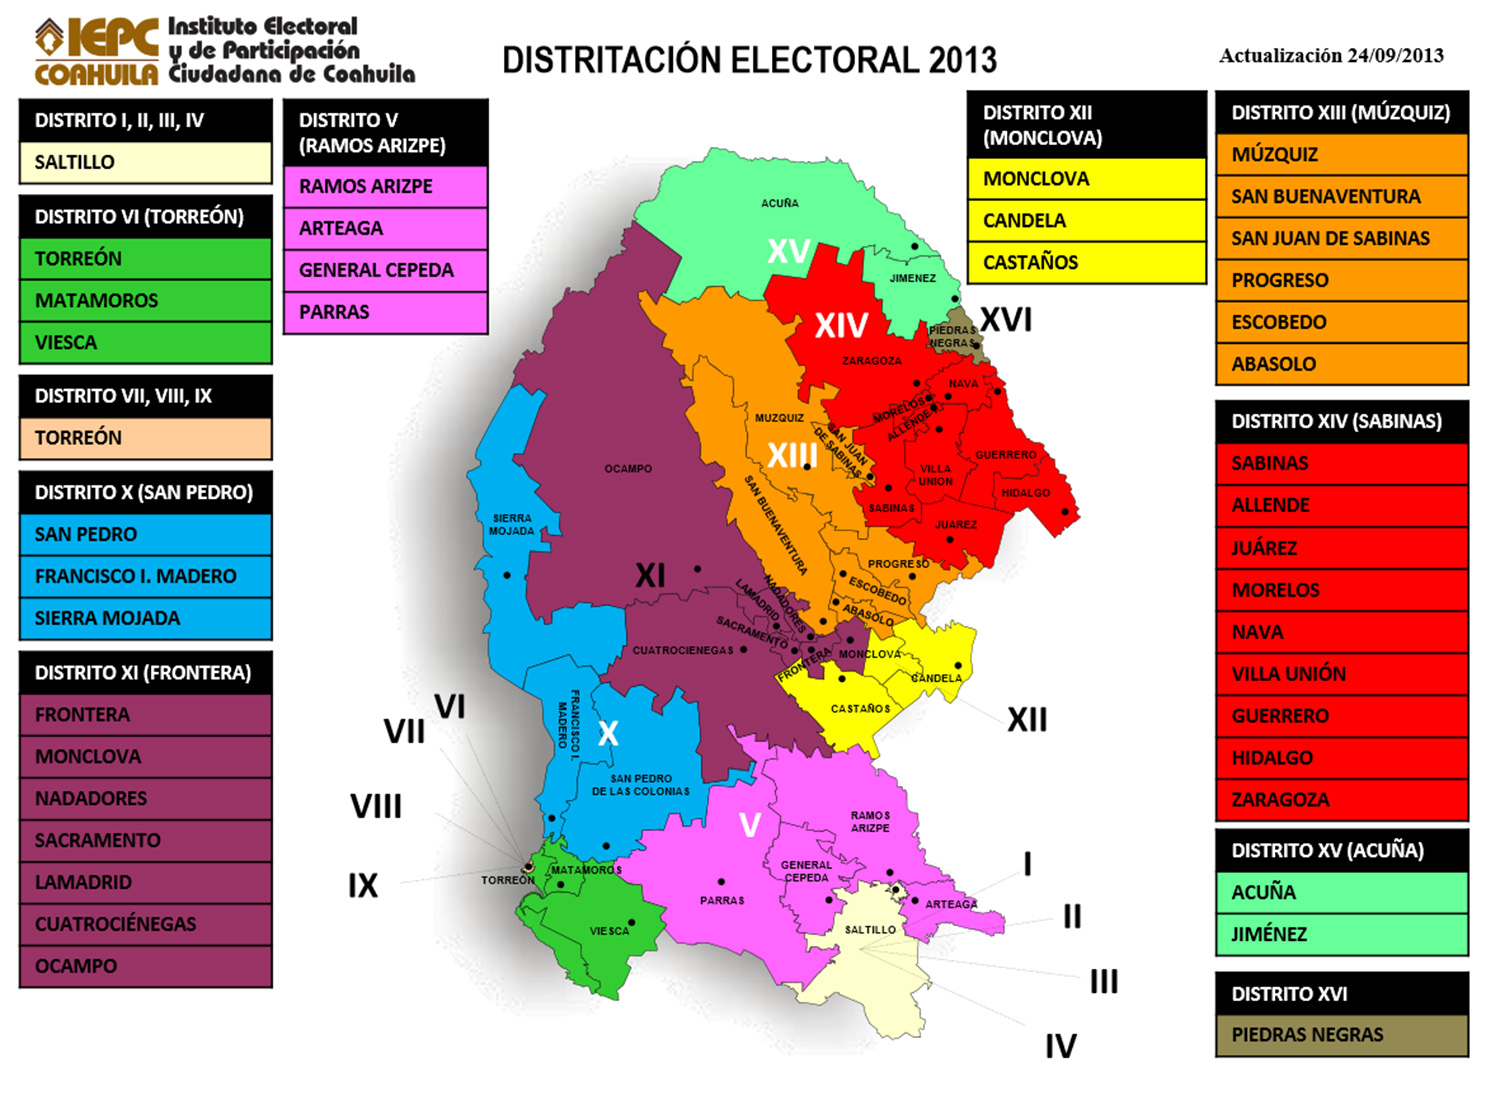 IEPC
COAHUILA
Instituto Electoral
y de Participación
Ciudadana de Coahuila
DISTRITACIÓN ELECTORAL 2013
Actualización 24/09/2013
DISTRITO I, II, III, IV
SALTILLO
DISTRITO VI (TORREÓN)
TORREÓN
MATAMOROS
VIESCA
DISTRITO VII, VIII, IX
TORREÓN
DISTRITO X (SAN PEDRO)
SAN PEDRO
FRANCISCO I. MADERO
SIERRA MOJADA
DISTRITO XI (FRONTERA)
FRONTERA
MONCLOVA
NADADORES
SACRAMENTO
LAMADRID
CUATROCIÉNEGAS
OCAMPO
DISTRITO V
(RAMOS ARIZPE)
RAMOS ARIZPE
ARTEAGA
GENERAL CEPEDA
PARRAS
DISTRITO XII
(MONCLOVA)
MONCLOVA
CANDELA
CASTAÑOS
DISTRITO XIII (MÚZQUIZ)
MÚZQUIZ
SAN BUENAVENTURA
SAN JUAN DE SABINAS
PROGRESO
ESCOBEDO
ABASOLO
DISTRITO XIV (SABINAS)
SABINAS
ALLENDE
JUÁREZ
MORELOS
NAVA
VILLA UNIÓN
GUERRERO
HIDALGO
ZARAGOZA
DISTRITO XV (ACUÑA)
ACUÑA
JIMÉNEZ
DISTRITO XVI
PIEDRAS NEGRAS
ACUÑA
XV
JIMENEZ
XVI
XIV
PIEDRAS
NEGRAS
ZARAGOZA
NAVA
MORELOS
ALLENDE
MUZQUIZ
SAN JUAN
DE SABINAS
XIII
GUERRERO
VILLA
UNION
HIDALGO
OCAMPO
SAN BUENAVENTURA
SABINAS
JUAREZ
SIERRA
MOJADA
XI
PROGRESO
ESCOBEDO
ABASOLO
NADADORES
LAMADRID
SACRAMENTO
CUATROCIENEGAS
FRONTERA
MONCLOVA
CANDELA
CASTAÑOS
XII
FRANCISCO I.
MADERO
X
VI
VII
SAN PEDRO
DE LAS COLONIAS
VIII
V
RAMOS
ARIZPE
GENERAL
CEPEDA
MATAMOROS
TORREÓN
IX
PARRAS
ARTEAGA
VIESCA
SALTILLO
I
II
III
IV